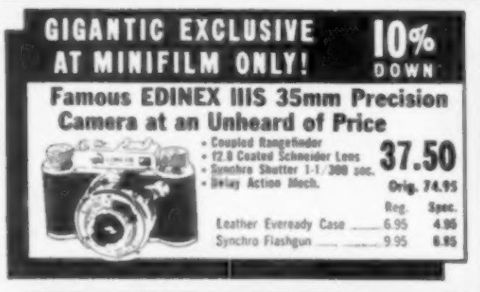 GIGANTIC EXCLUSIVE
AT MINIFILM ONLY!
10%
DOWN
Famous EDINEX IIIS 35mm Precision
Camera at an Unheard of Price
• Coupled Rangefinder
• f2.8 Coated Schneider Lens
• Synchro Shutter 1-1/300 sec.
• Delay Action Mech.
37.50
Orig. 74.95
Reg. Spec.
Leather Eveready Case 6.95 4.95
Synchro Flashgun 9.95 6.95